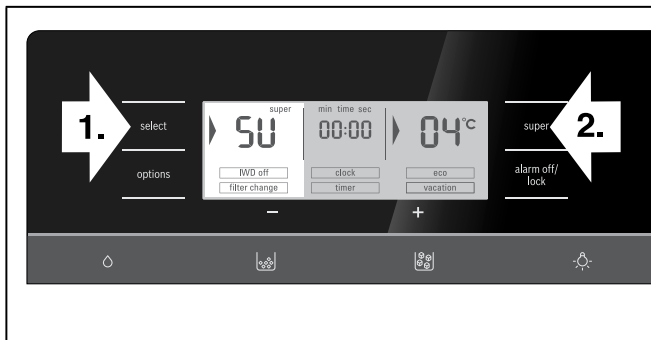 1.
select
options
super
SU
min time sec
00:00
04°C
IWD off
filter change
clock
timer
eco
vacation
−
+
super
2.
alarm off/
lock